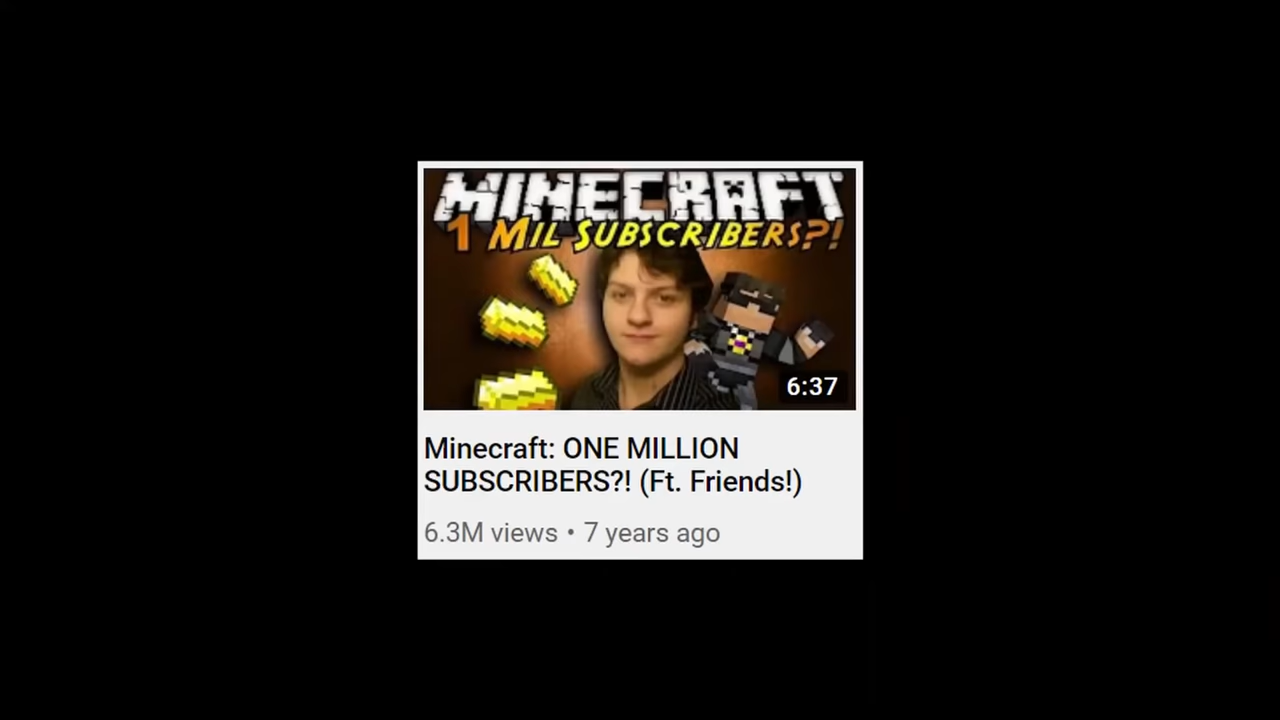 MINECRAFT
1 MIL SUBSCRIBERS?!
6:37
Minecraft: ONE MILLION
SUBSCRIBERS?! (Ft. Friends!)
6.3M views • 7 years ago